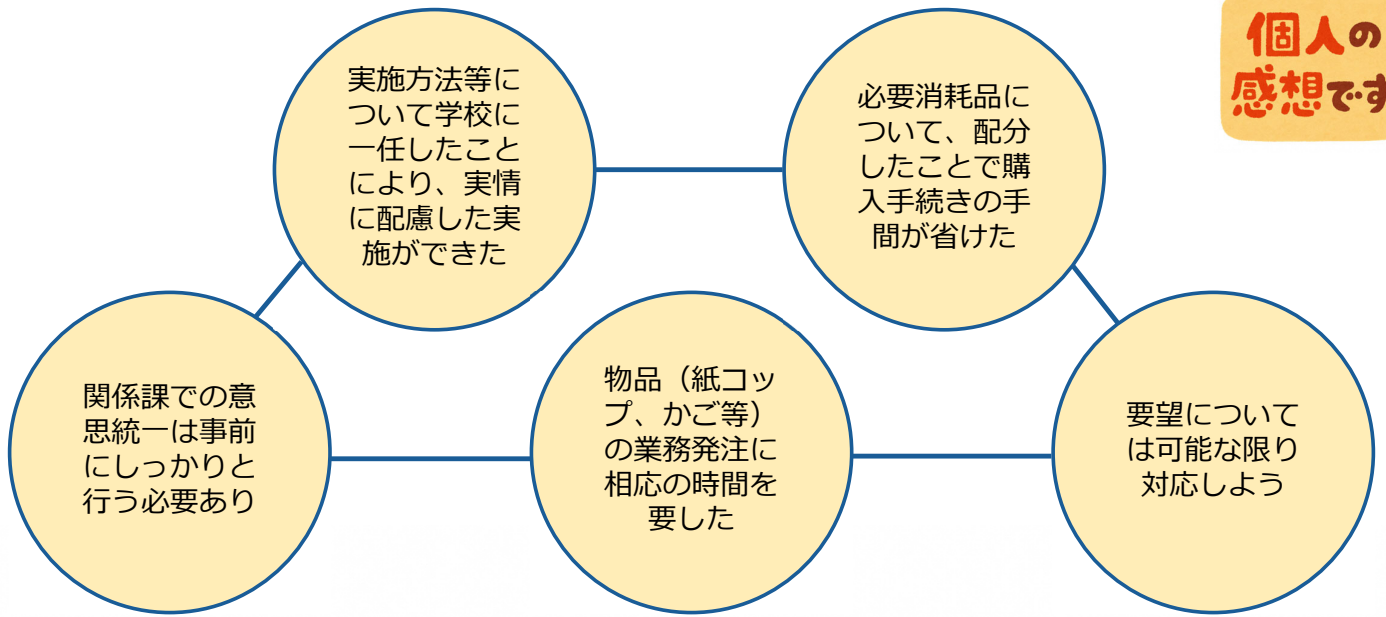 個人の
感想です
実施方法等に
ついて学校に
一任したこと
により、実情
に配慮した実
施ができた
必要消耗品に
ついて、配分
したことで購
入手続きの手
間が省けた
関係課での意
思統一は事前
にしっかりと
行う必要あり
物品（紙コッ
プ、かご等）
の業務発注に
相応の時間を
要した
要望について
は可能な限り
対応しよう